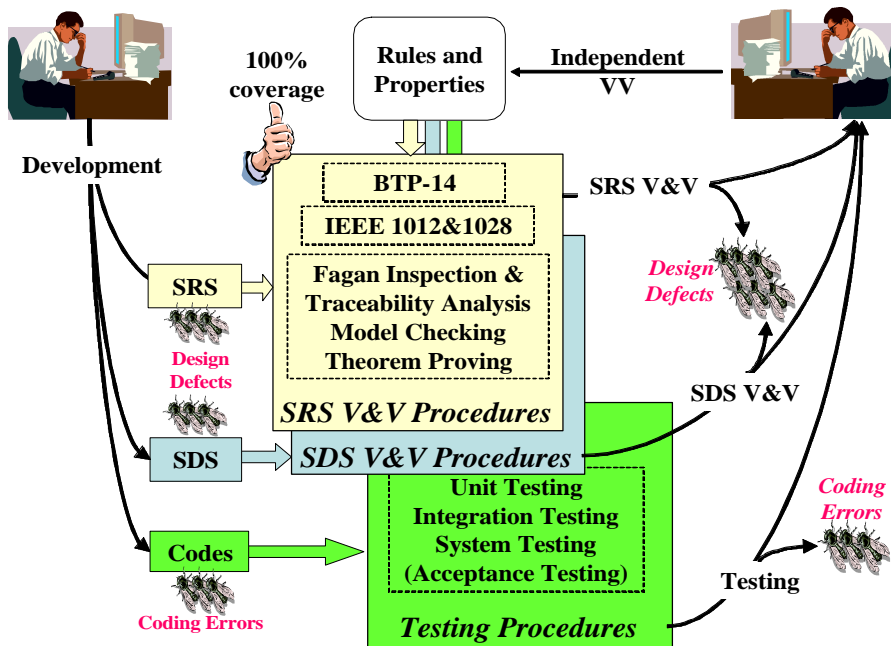 100%
coverage
Rules and
Properties
Independent
VV
Development
BTP-14
IEEE 1012&1028
Fagan Inspection &
Traceability Analysis
Model Checking
Theorem Proving
SRS V&V Procedures
SRS V&V
SRS
Design
Defects
Design
Defects
SDS
SDS V&V Procedures
SDS V&V
Unit Testing
Integration Testing
System Testing
(Acceptance Testing)
Testing Procedures
Codes
Coding Errors
Coding
Errors
Testing